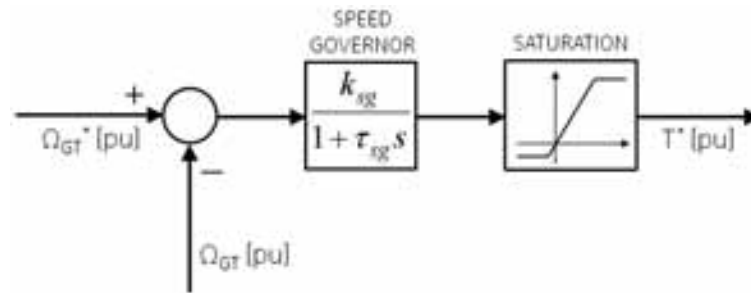 SPEED
GOVERNOR
SATURATION
+
k_sg
1 + τ_sg s
Ω_GT* [pu]
T* [pu]
−
Ω_GT [pu]